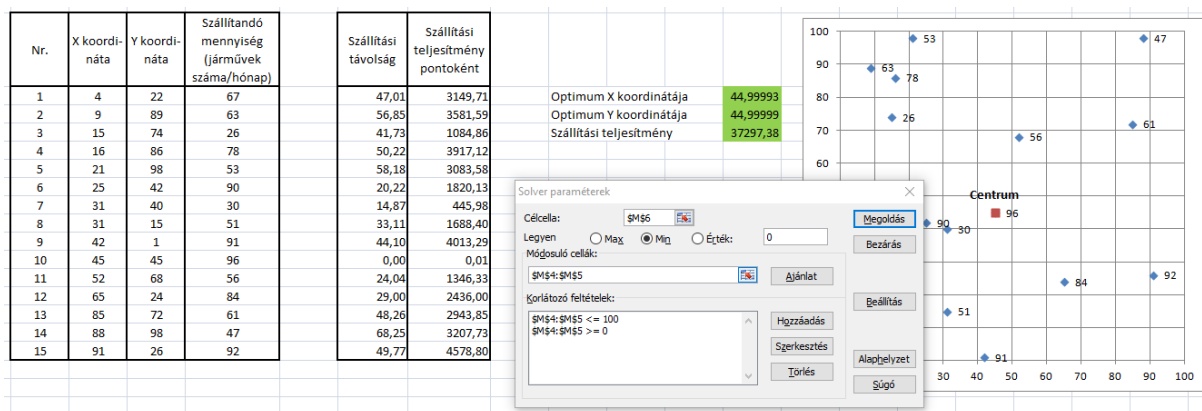 Nr. X koordi-náta Y koordi-náta Szállítandó mennyiség (járművek száma/hónap) Szállítási távolság Szállítási teljesítmény pontoként
1 4 22 67 47,01 3149,71
2 9 89 63 56,85 3581,59
3 15 74 26 41,73 1084,86
4 16 86 78 50,22 3917,12
5 21 98 53 58,18 3083,58
6 25 42 90 20,22 1820,13
7 31 40 30 14,87 445,98
8 31 15 51 33,11 1688,40
9 42 1 91 44,10 4013,29
10 45 45 96 0,00 0,01
11 52 68 56 24,04 1346,33
12 65 24 84 29,00 2436,00
13 85 72 61 48,26 2943,85
14 88 98 47 68,25 3207,73
15 91 26 92 49,77 4578,80
Optimum X koordinátája 44,99993
Optimum Y koordinátája 44,99999
Szállítási teljesítmény 37297,38
Solver paraméterek
Célcella: $M$6 Megoldás
Legyen Max Min Érték: 0 Bezárás
Módosuló cellák:
$M$4:$M$5 Ajánlat
Korlátozó feltételek: Beállítás
$M$4:$M$5 <= 100 Hozzáadás
$M$4:$M$5 >= 0
Szerkesztés
Törlés Alaphelyzet
Súgó
100 53 47
90 63
78
80
26 61
70 56
60
Centrum
96
90 30
84 92
51
91
30 40 50 60 70 80 90 100